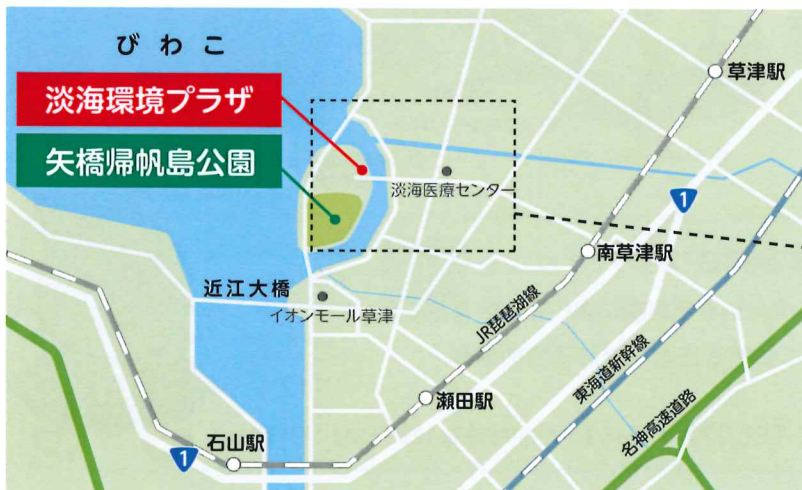 びわこ
淡海環境プラザ
矢橋帰帆島公園
草津駅
淡海医療センター
1
南草津駅
近江大橋
イオンモール草津
JR琵琶湖線
東海道新幹線
瀬田駅
名神高速道路
石山駅
1